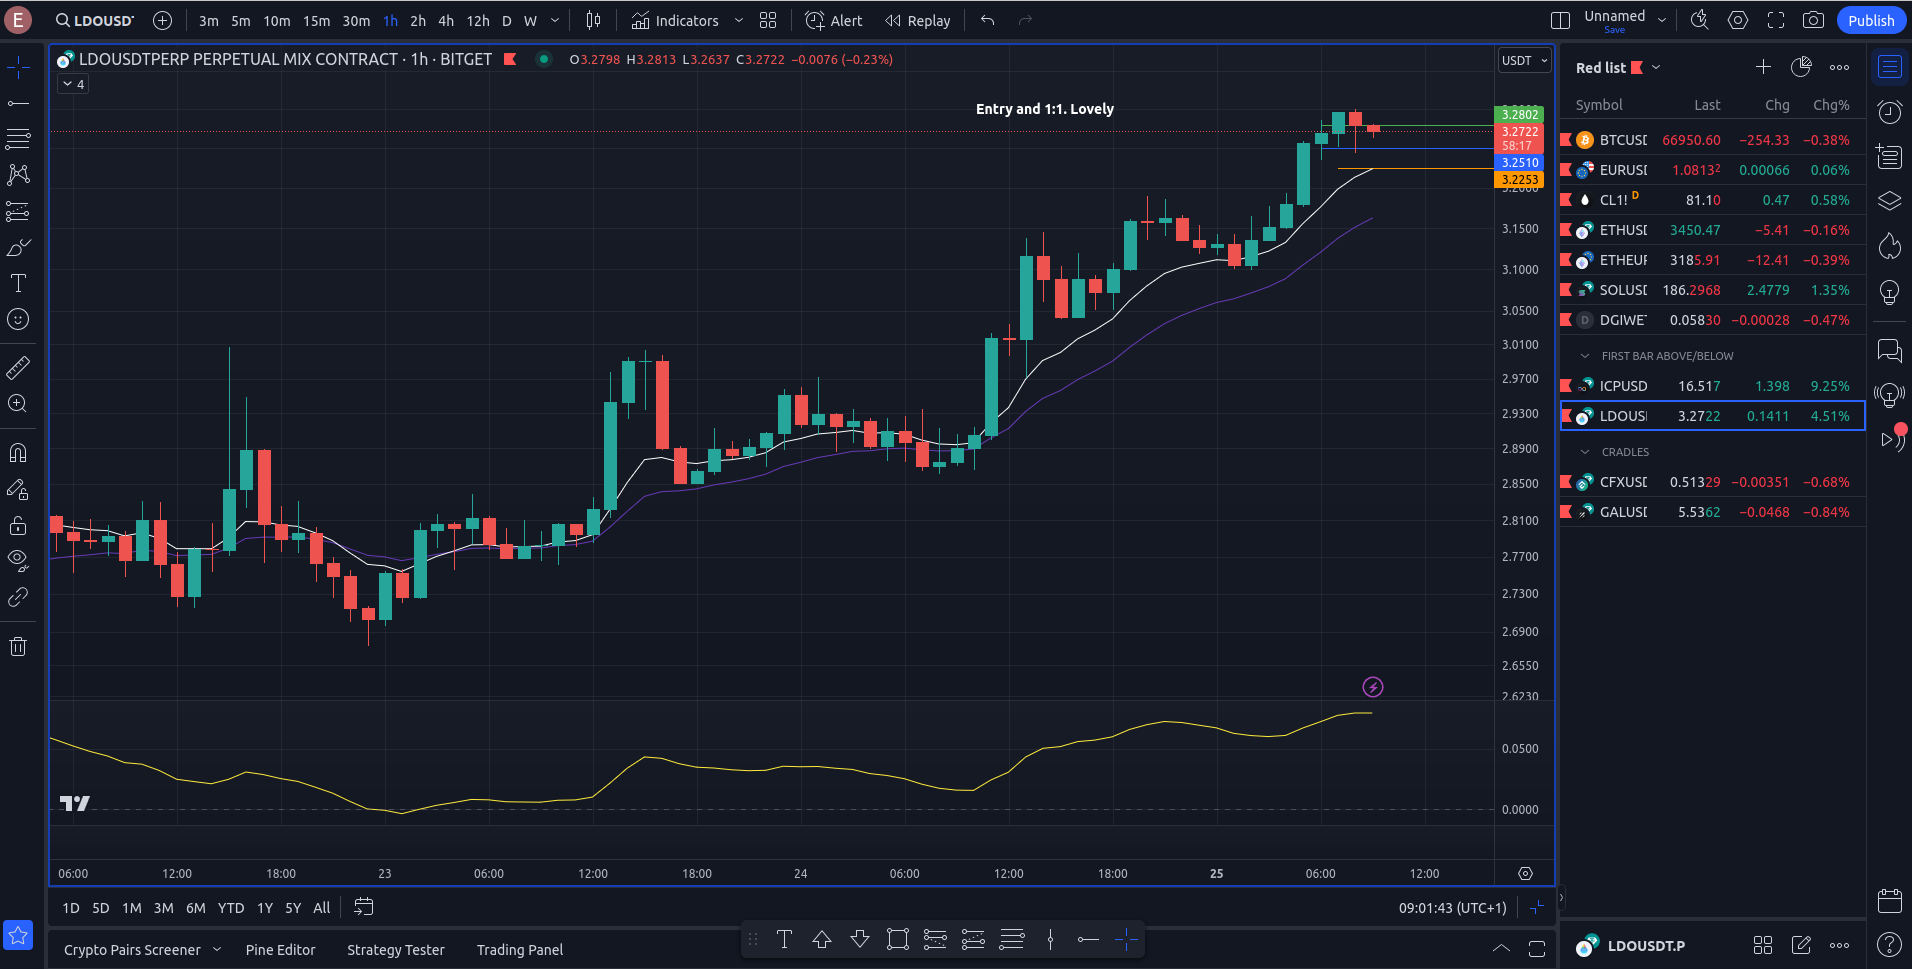 E
LDOUSDT
3m 5m 10m 15m 30m 1h 2h 4h 12h D W
Indicators
Alert
Replay
Unnamed
Save
Publish
LDOUSDTPERP PERPETUAL MIX CONTRACT · 1h · BITGET
O3.2798 H3.2813 L3.2637 C3.2722 −0.0076 (−0.23%)
4
Entry and 1:1. Lovely
USDT
3.2802
3.2722
58:17
3.2510
3.2253
3.2000
3.1500
3.1000
3.0500
3.0100
2.9700
2.9300
2.8900
2.8500
2.8100
2.7700
2.7300
2.6900
2.6550
2.6230
0.0500
0.0000
06:00 12:00 18:00 23 06:00 12:00 18:00 24 06:00 12:00 18:00 25 06:00 12:00
1D 5D 1M 3M 6M YTD 1Y 5Y All
09:01:43 (UTC+1)
Crypto Pairs Screener
Pine Editor
Strategy Tester
Trading Panel
Red list
Symbol Last Chg Chg%
BTCUSD 66950.60 −254.33 −0.38%
EURUSD 1.08132 0.00066 0.06%
CL1! D 81.10 0.47 0.58%
ETHUSD 3450.47 −5.41 −0.16%
ETHEUR 3185.91 −12.41 −0.39%
SOLUSD 186.2968 2.4779 1.35%
D DGIWE 0.05830 −0.00028 −0.47%
FIRST BAR ABOVE/BELOW
ICPUSD 16.517 1.398 9.25%
LDOUSD 3.2722 0.1411 4.51%
CRADLES
CFXUSD 0.51329 −0.00351 −0.68%
GALUSD 5.5362 −0.0468 −0.84%
LDOUSDT.P